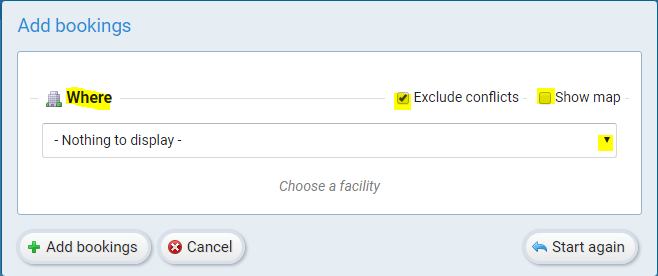 Add bookings
Where Exclude conflicts Show map
- Nothing to display -
Choose a facility
Add bookings Cancel Start again